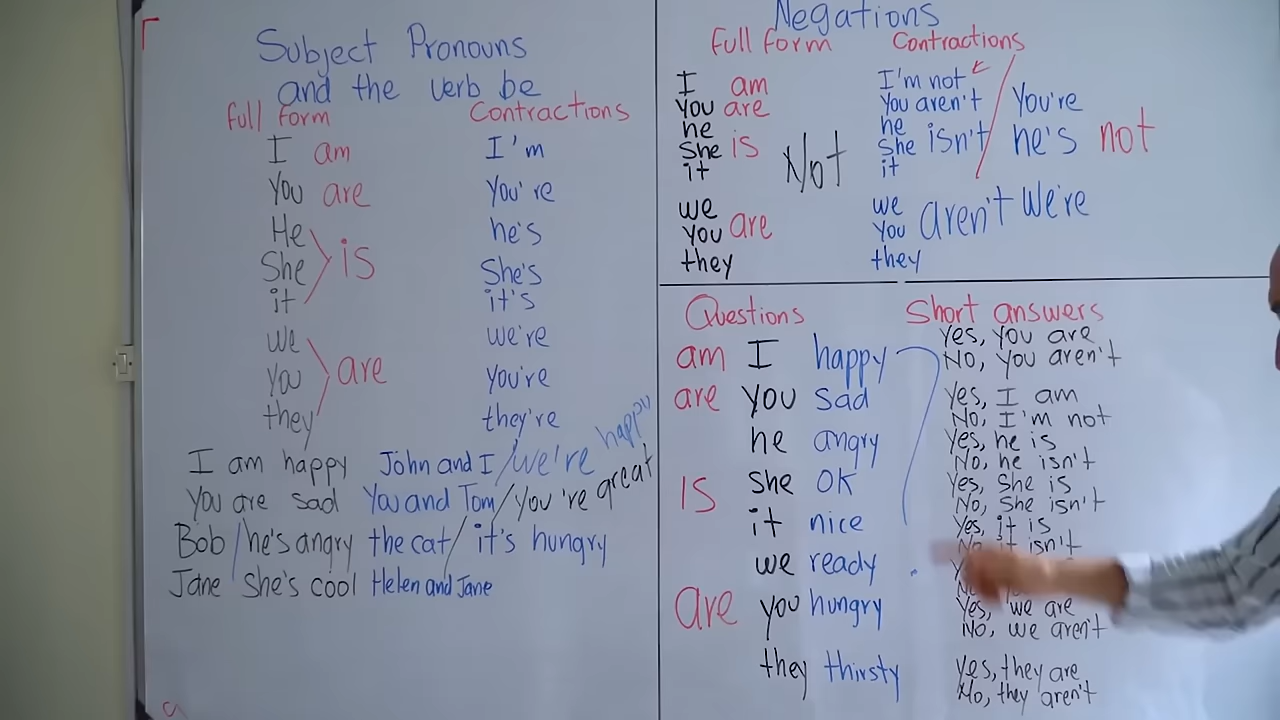 Subject Pronouns
and the verb be
full form Contractions
I am I'm
You are You're
He he's
She is She's
it it's
we we're
You are You're
they they're
I am happy John and I / we're happy
You are sad You and Tom / you're great
Bob / he's angry the cat / it's hungry
Jane she's cool Helen and Jane
Negations
full form Contractions
I am I'm not
You are You aren't / You're
he he
She is Not She isn't he's not
it it
we we
You are You aren't We're
they they
Questions Short answers
am I happy Yes, you are
No, you aren't
are you sad Yes, I am
No, I'm not
he angry Yes, he is
No, he isn't
Is she OK Yes, she is
No, she isn't
it nice Yes, it is
No it isn't
we ready
are you hungry Yes, we are
No, we aren't
they thirsty Yes, they are
No, they aren't